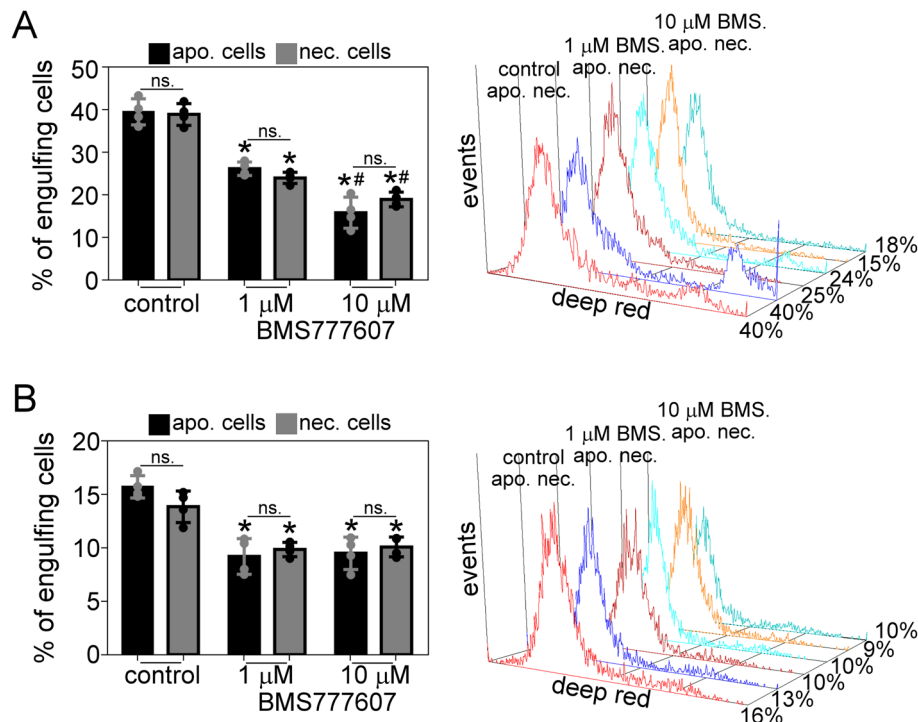 A
apo. cells nec. cells
% of engulfing cells
50
40
30
20
10
0
ns.
ns.
ns.
* *
*# *#
control 1 µM 10 µM
BMS777607
10 µM BMS.
apo. nec.
1 µM BMS.
apo. nec.
control
apo. nec.
events
deep red
18%
15%
24%
25%
40%
40%
B
apo. cells nec. cells
% of engulfing cells
20
15
10
5
0
ns.
ns.
ns.
* *
* *
control 1 µM 10 µM
BMS777607
10 µM BMS.
apo. nec.
1 µM BMS.
apo. nec.
control
apo. nec.
events
deep red
10%
9%
10%
10%
13%
16%